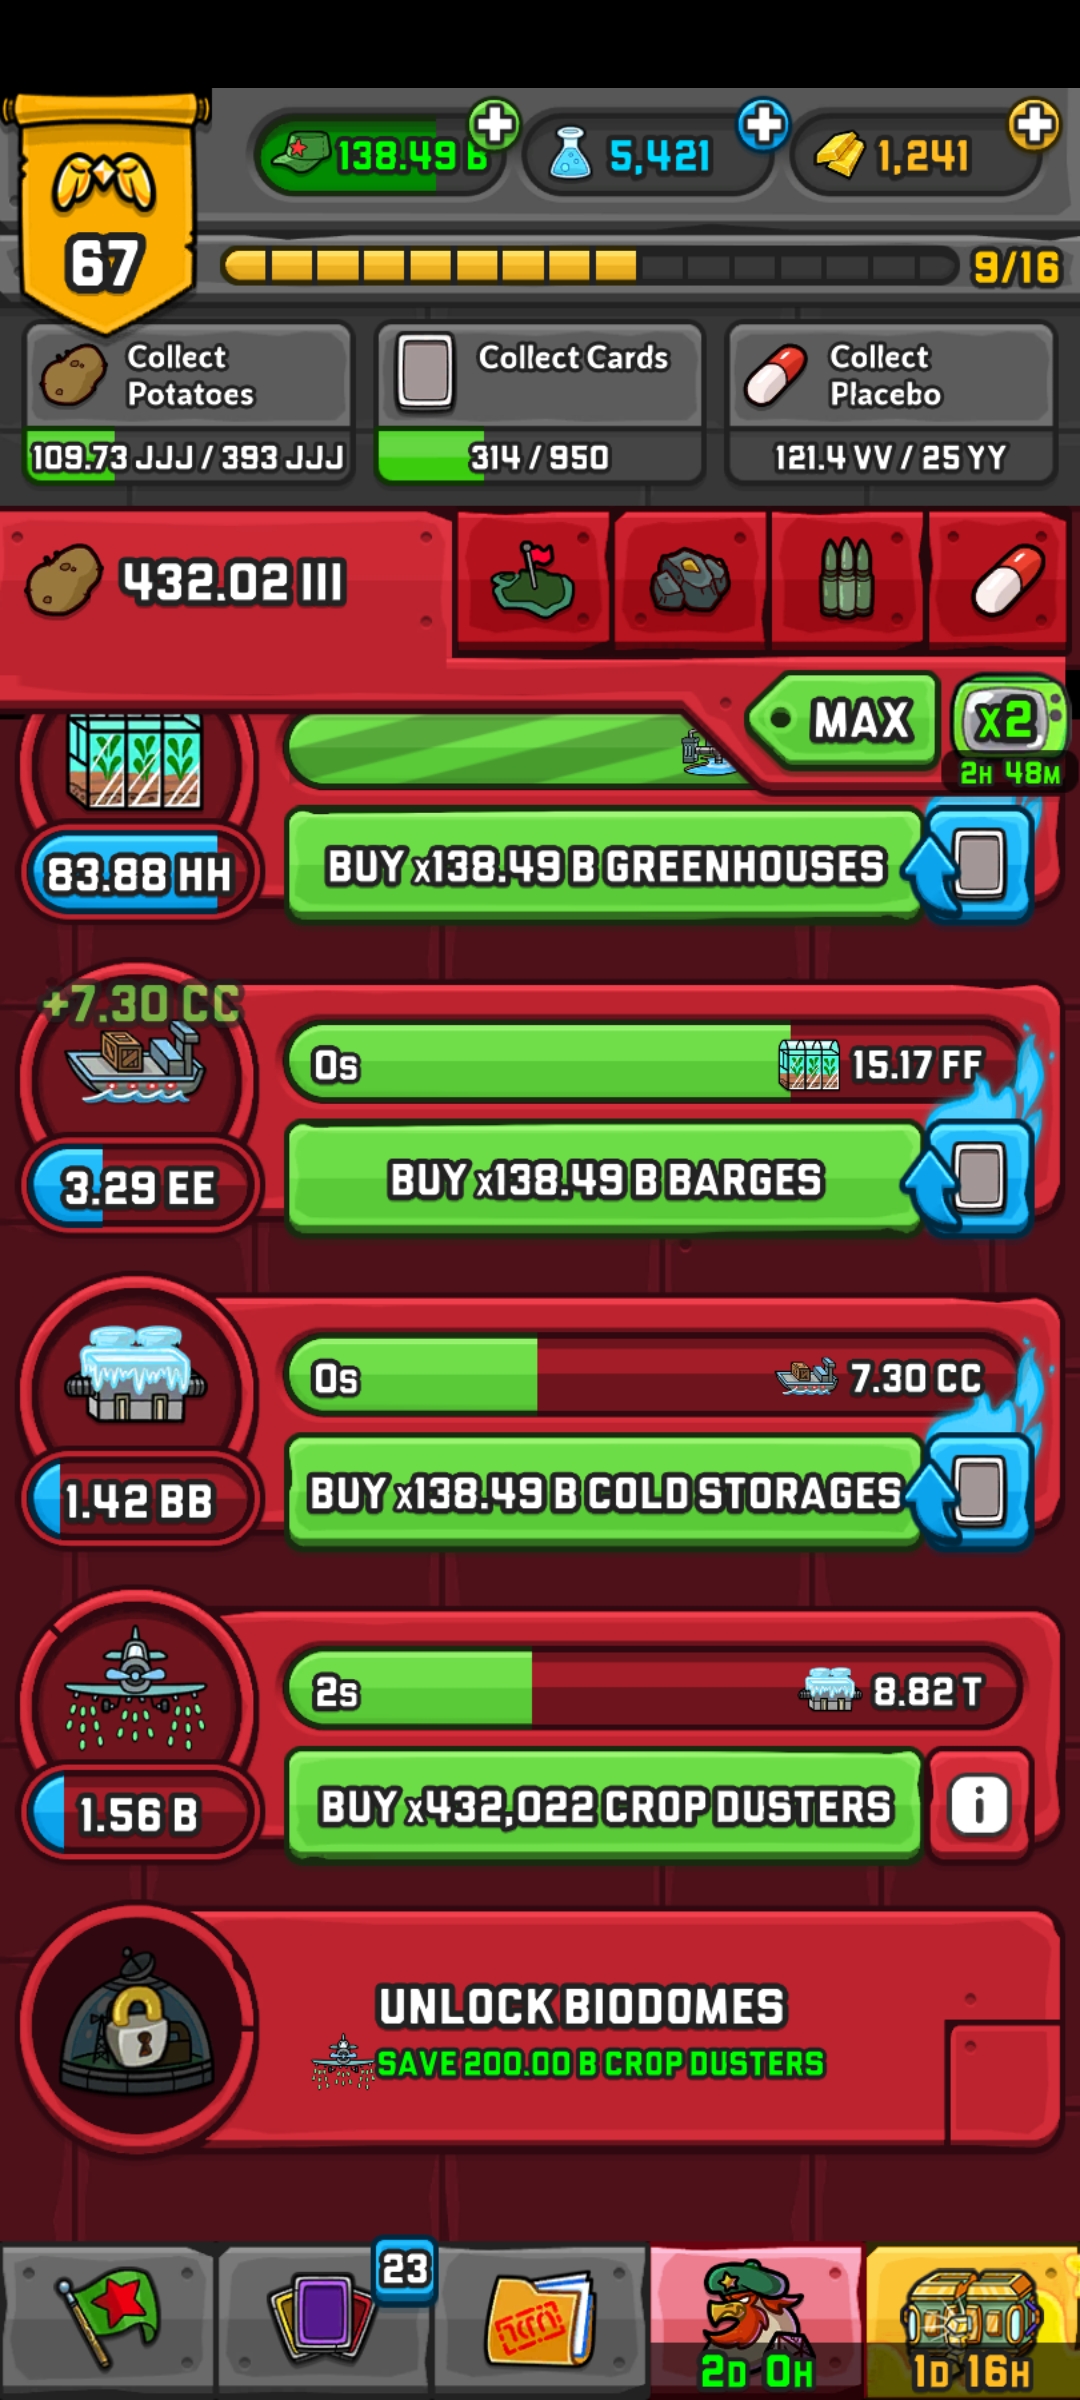 138.49 B
5,421
1,241
67
9/16
Collect
Potatoes
109.73 JJJ / 393 JJJ
Collect Cards
314 / 950
Collect
Placebo
121.4 VV / 25 YY
432.02 III
MAX
x2
2H 48M
83.88 HH
BUY x138.49 B GREENHOUSES
+7.30 CC
0s
15.17 FF
3.29 EE
BUY x138.49 B BARGES
0s
7.30 CC
1.42 BB
BUY x138.49 B COLD STORAGES
2s
8.82 T
1.56 B
BUY x432,022 CROP DUSTERS
i
UNLOCK BIODOMES
SAVE 200.00 B CROP DUSTERS
23
2D 0H
1D 16H